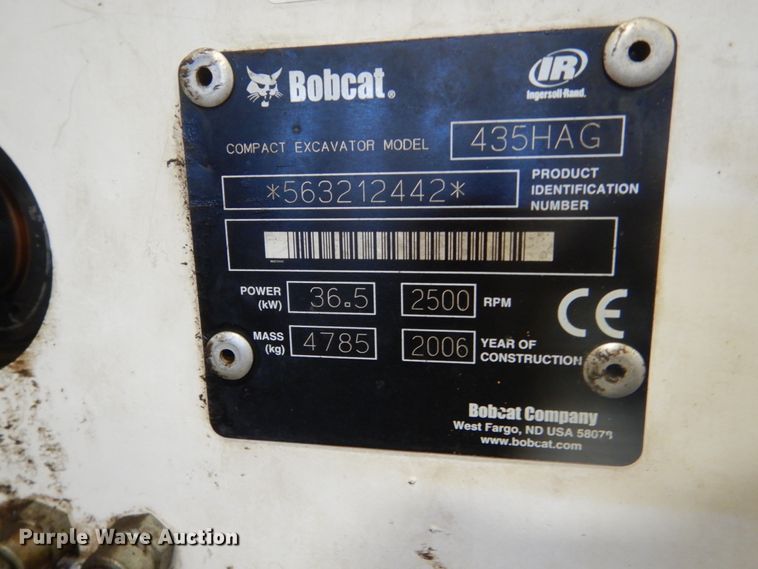 Bobcat®
IR
Ingersoll-Rand.
COMPACT EXCAVATOR MODEL 435HAG
*563212442* PRODUCT IDENTIFICATION NUMBER
POWER (kW) 36.5 2500 RPM
MASS (kg) 4785 2006 YEAR OF CONSTRUCTION
CE
Bobcat Company
West Fargo, ND USA 58078
www.bobcat.com
Purple Wave Auction